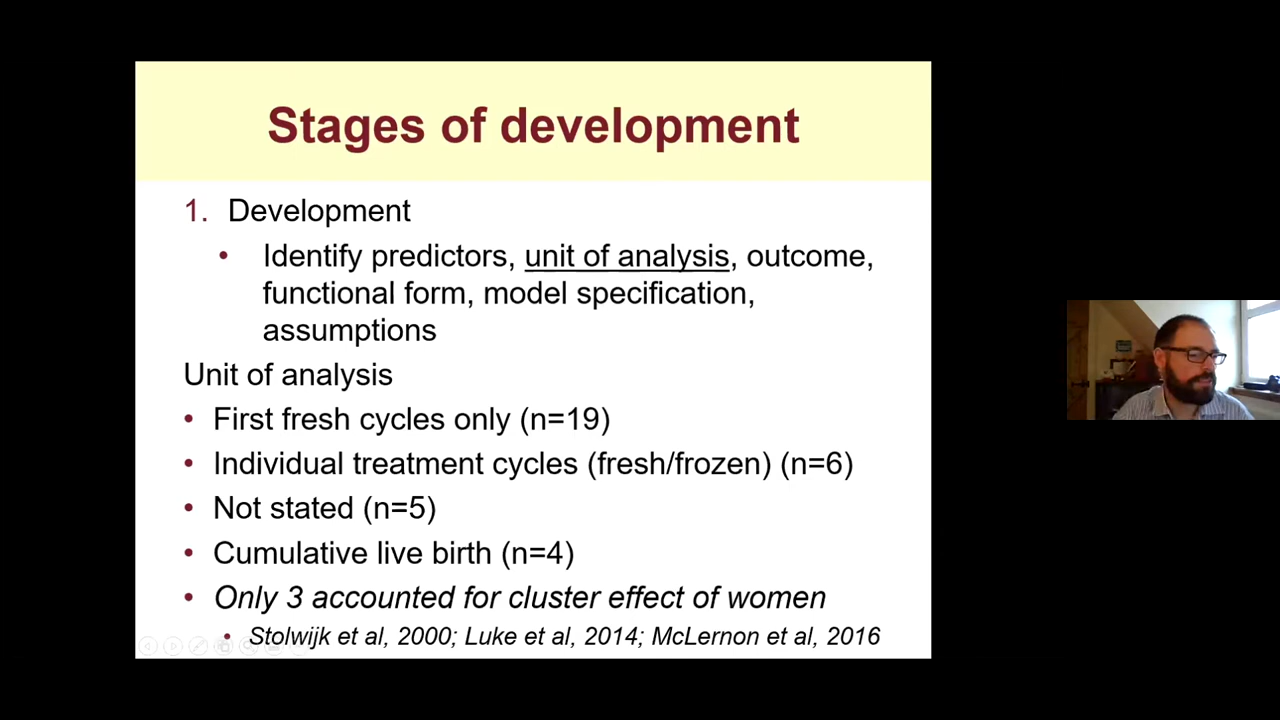 Stages of development
1. Development
• Identify predictors, unit of analysis, outcome,
functional form, model specification,
assumptions
Unit of analysis
• First fresh cycles only (n=19)
• Individual treatment cycles (fresh/frozen) (n=6)
• Not stated (n=5)
• Cumulative live birth (n=4)
• Only 3 accounted for cluster effect of women
• Stolwijk et al, 2000; Luke et al, 2014; McLernon et al, 2016